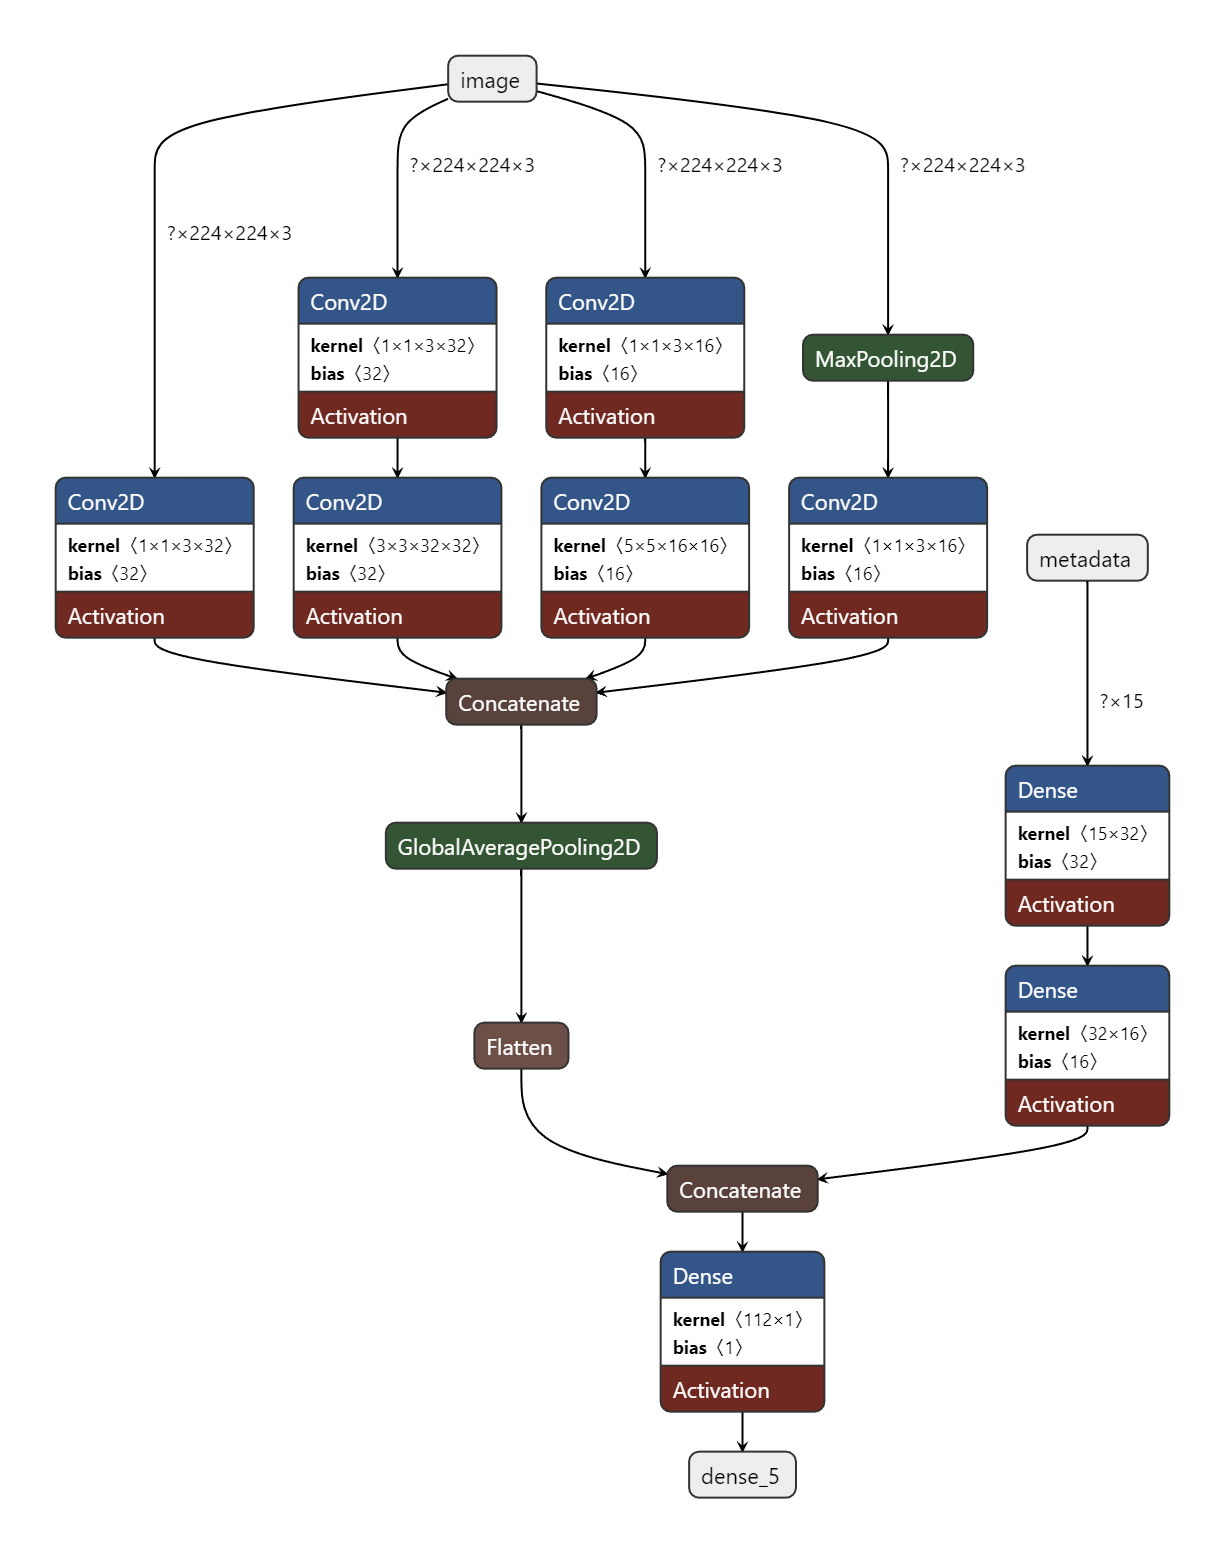 image
?×224×224×3
?×224×224×3
?×224×224×3
?×224×224×3
Conv2D
kernel〈1×1×3×32〉
bias〈32〉
Activation
Conv2D
kernel〈1×1×3×16〉
bias〈16〉
Activation
MaxPooling2D
Conv2D
kernel〈1×1×3×32〉
bias〈32〉
Activation
Conv2D
kernel〈3×3×32×32〉
bias〈32〉
Activation
Conv2D
kernel〈5×5×16×16〉
bias〈16〉
Activation
Conv2D
kernel〈1×1×3×16〉
bias〈16〉
Activation
metadata
Concatenate
?×15
GlobalAveragePooling2D
Dense
kernel〈15×32〉
bias〈32〉
Activation
Flatten
Dense
kernel〈32×16〉
bias〈16〉
Activation
Concatenate
Dense
kernel〈112×1〉
bias〈1〉
Activation
dense_5